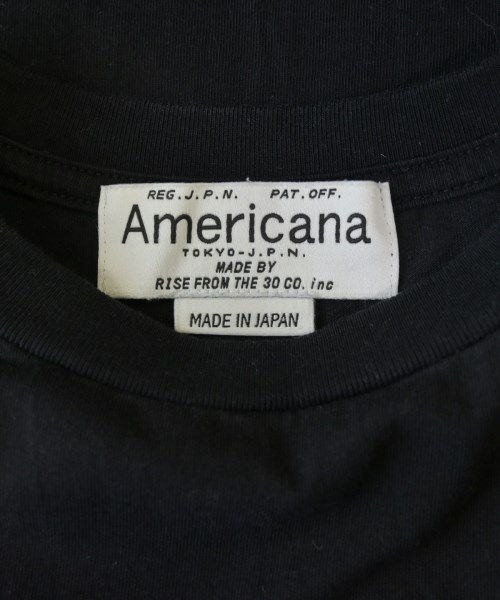 REG.J.P.N. PAT.OFF.
Americana
TOKYO-J.P.N.
MADE BY
RISE FROM THE 30 CO. inc
MADE IN JAPAN